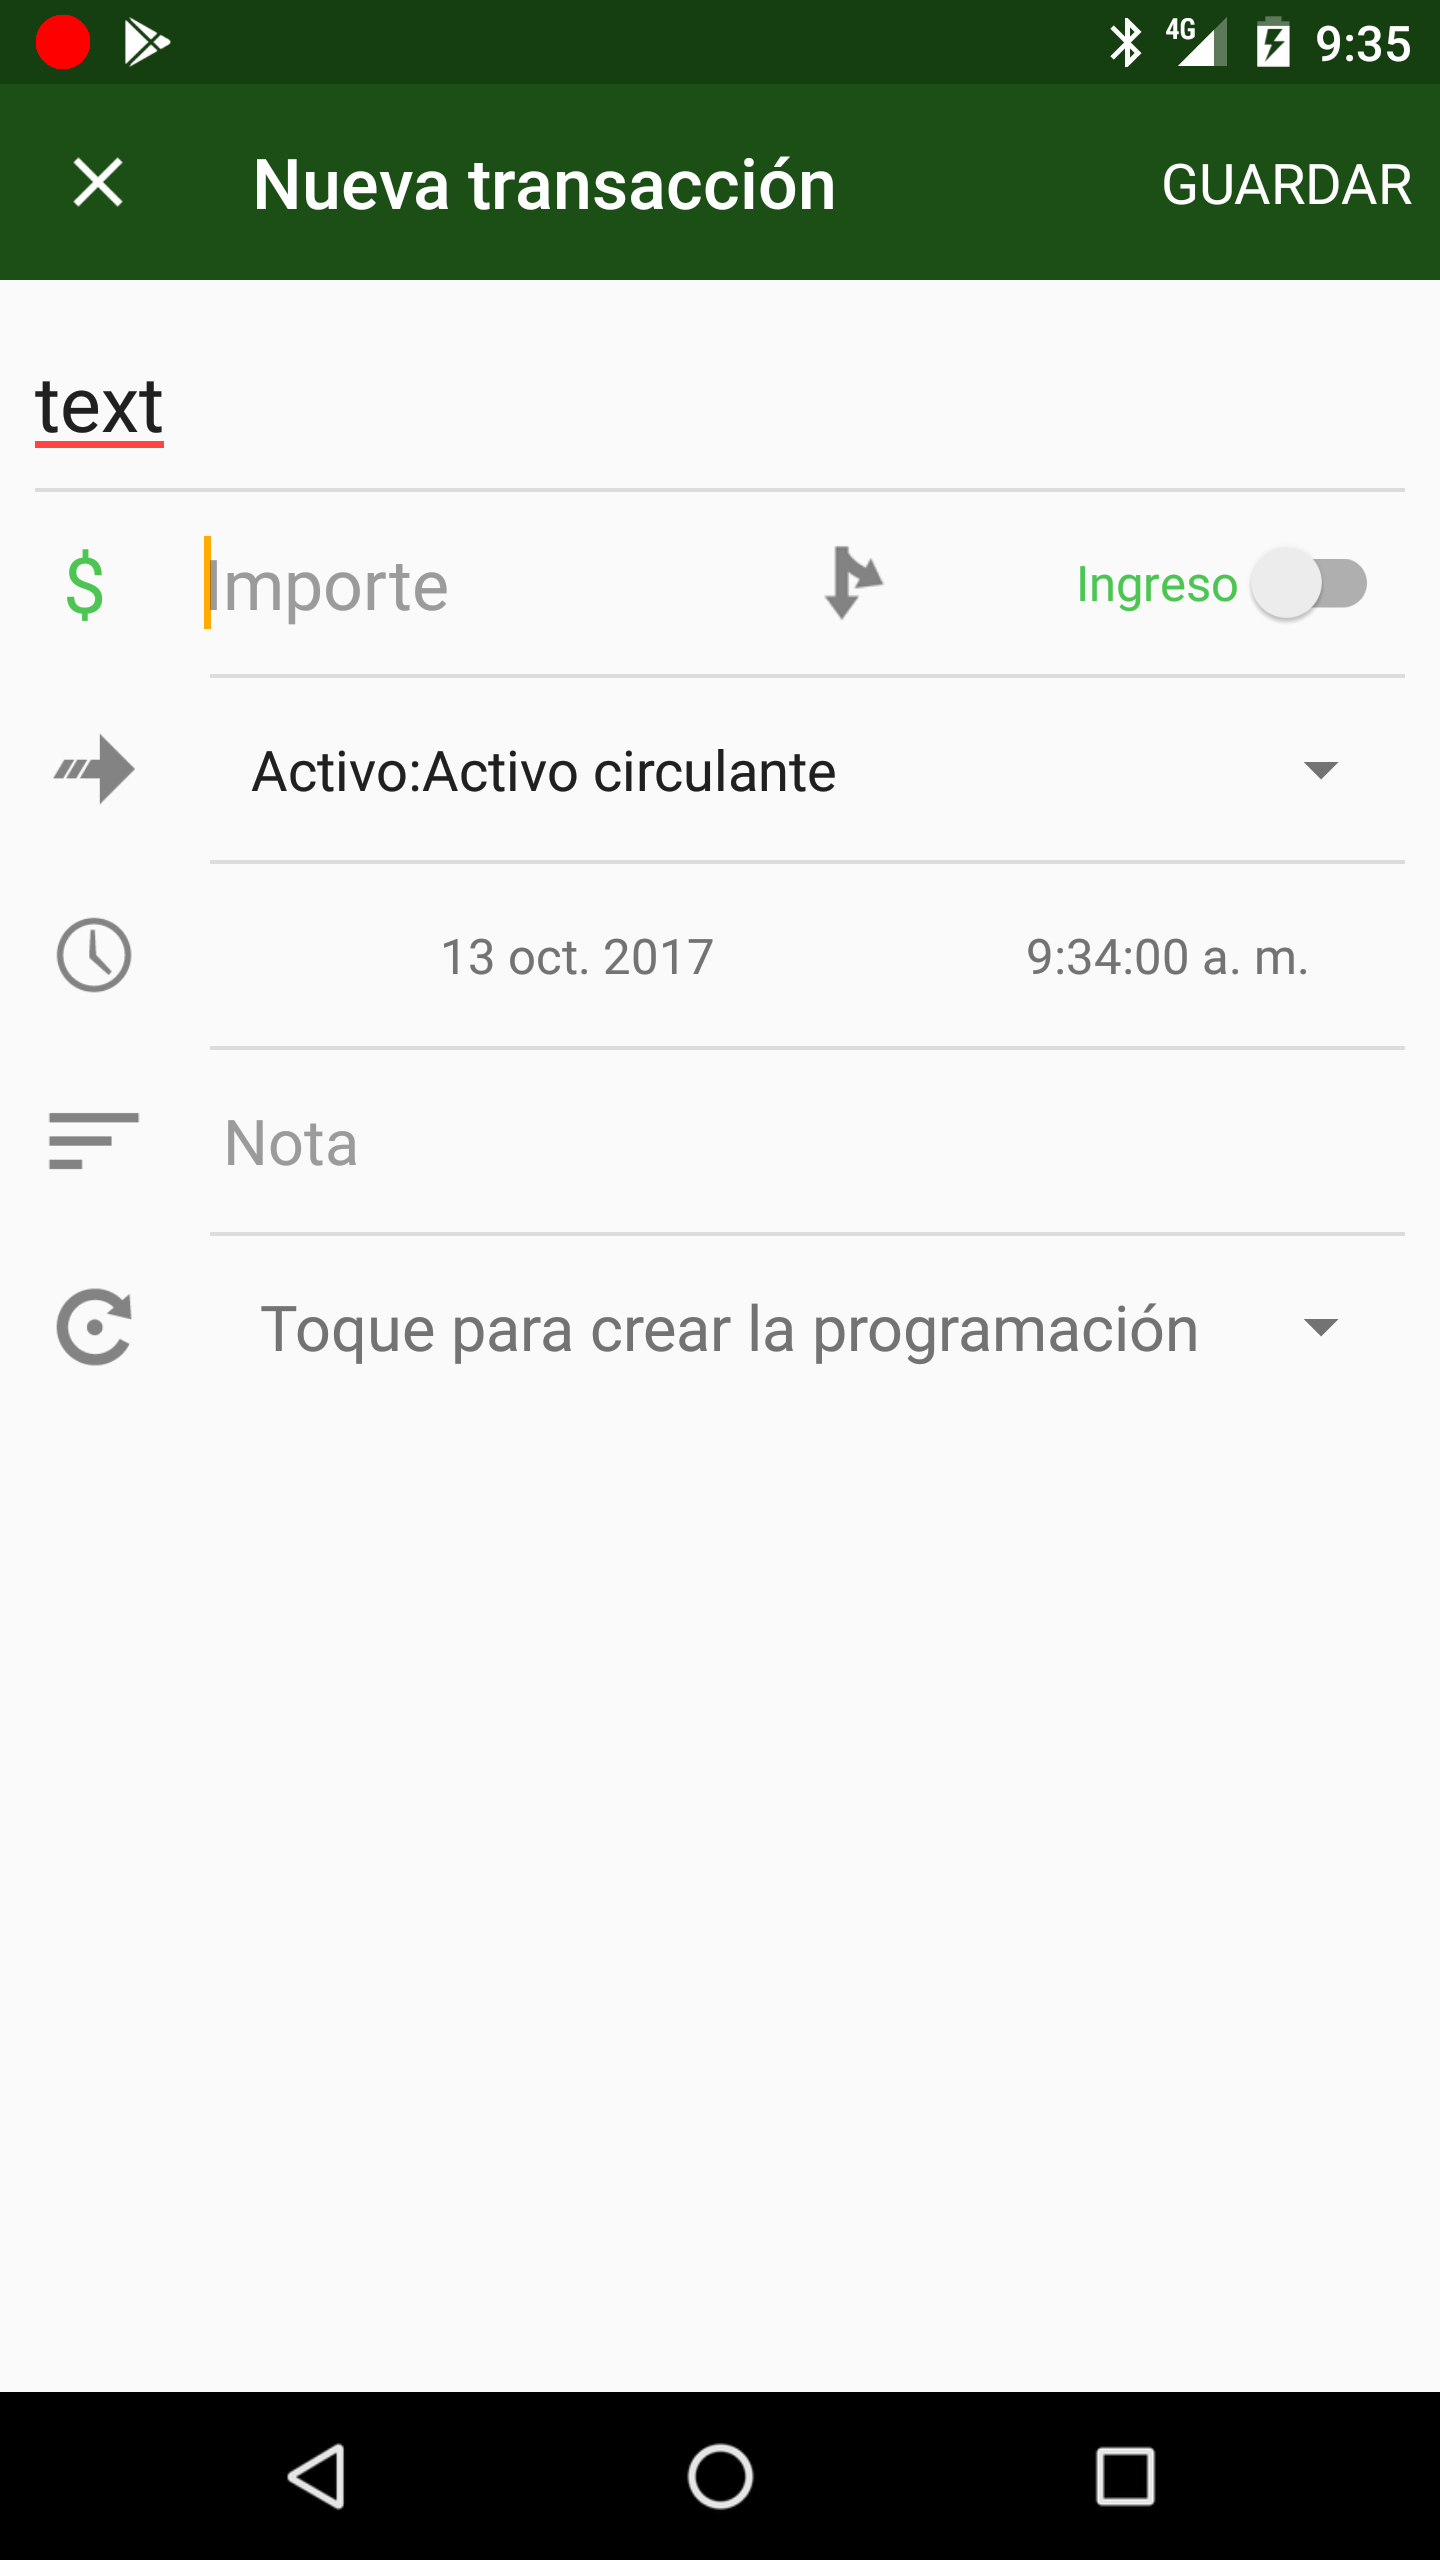 4G 9:35
Nueva transacción GUARDAR
text
$ Importe Ingreso
Activo:Activo circulante
13 oct. 2017 9:34:00 a. m.
Nota
Toque para crear la programación